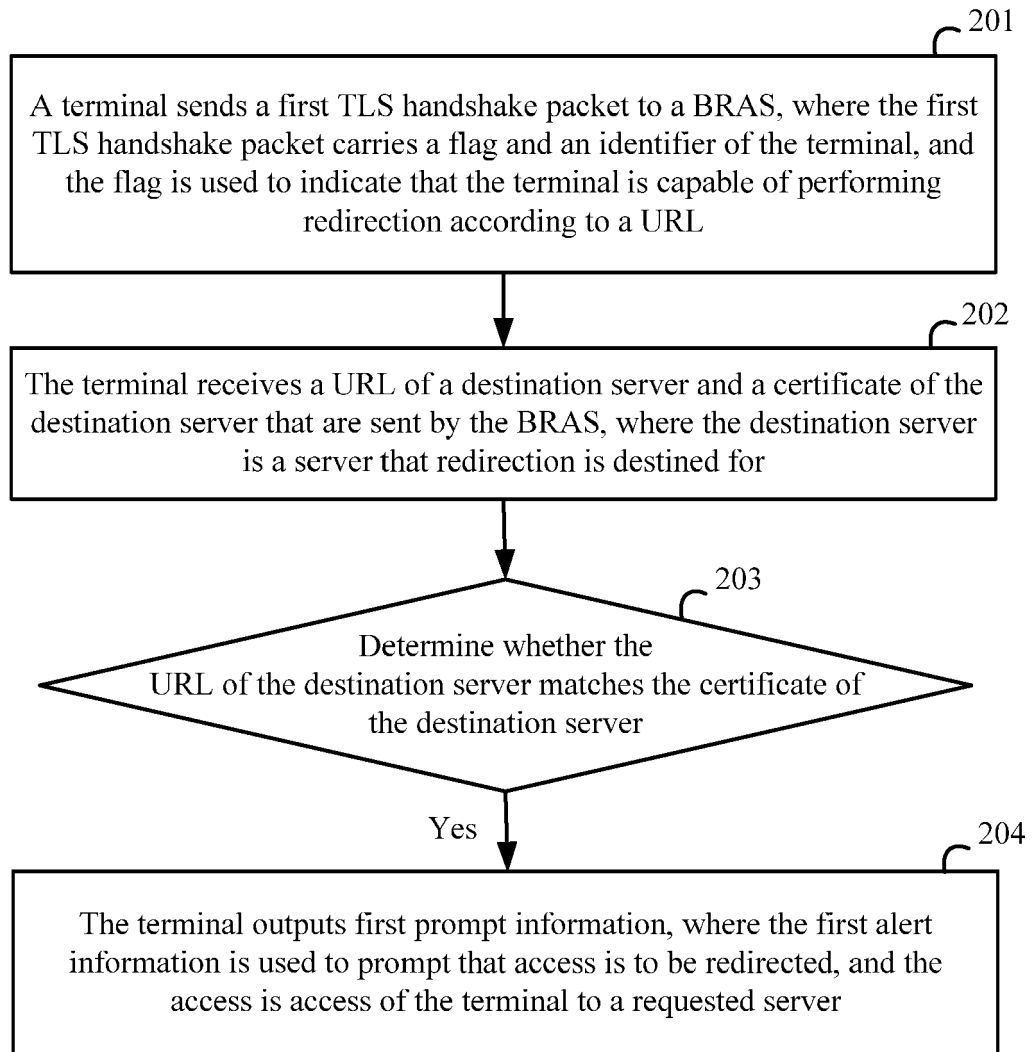 201
A terminal sends a first TLS handshake packet to a BRAS, where the first
TLS handshake packet carries a flag and an identifier of the terminal, and
the flag is used to indicate that the terminal is capable of performing
redirection according to a URL
202
The terminal receives a URL of a destination server and a certificate of the
destination server that are sent by the BRAS, where the destination server
is a server that redirection is destined for
203
Determine whether the
URL of the destination server matches the certificate of
the destination server
Yes
204
The terminal outputs first prompt information, where the first alert
information is used to prompt that access is to be redirected, and the
access is access of the terminal to a requested server